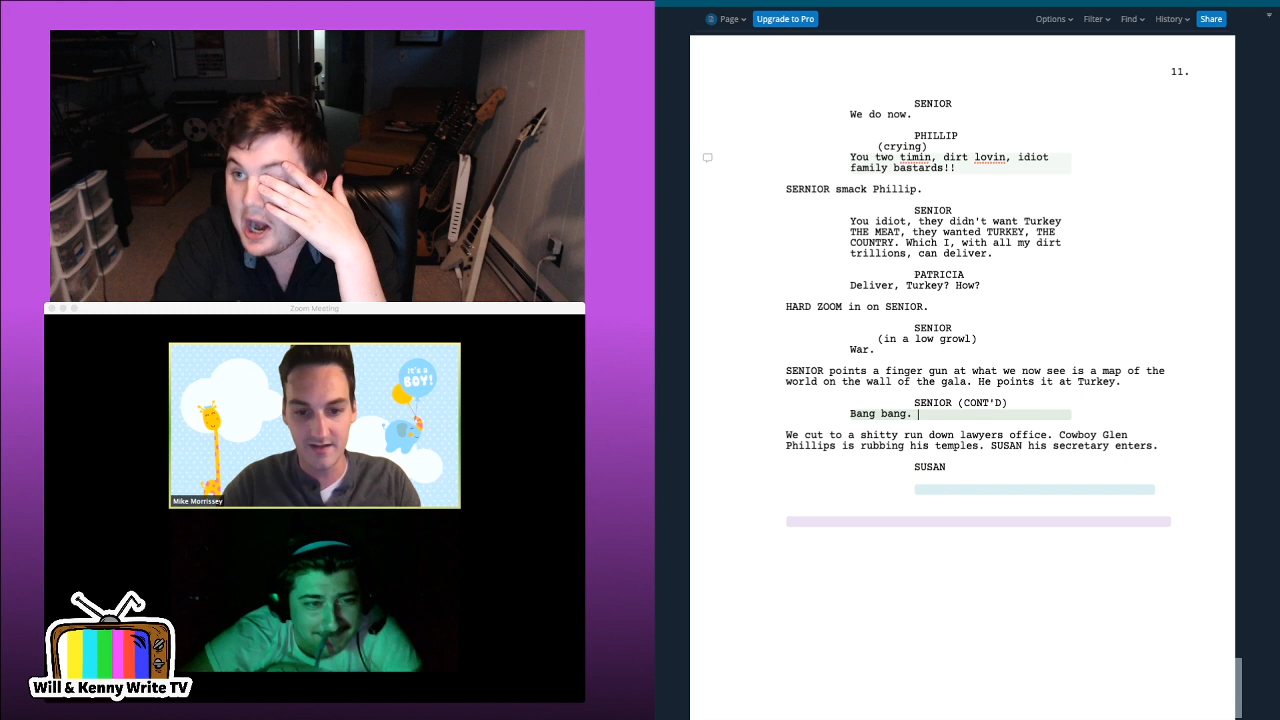 Page
Upgrade to Pro
Options
Filter
Find
History
Share
11.
SENIOR
We do now.
PHILLIP
(crying)
You two timin, dirt lovin, idiot
family bastards!!
SERNIOR smack Phillip.
SENIOR
You idiot, they didn't want Turkey
THE MEAT, they wanted TURKEY, THE
COUNTRY. Which I, with all my dirt
trillions, can deliver.
PATRICIA
Deliver, Turkey? How?
HARD ZOOM in on SENIOR.
SENIOR
(in a low growl)
War.
SENIOR points a finger gun at what we now see is a map of the
world on the wall of the gala. He points it at Turkey.
SENIOR (CONT'D)
Bang bang.
We cut to a shitty run down lawyers office. Cowboy Glen
Phillips is rubbing his temples. SUSAN his secretary enters.
SUSAN
Zoom Meeting
IT'S A
BOY!
Mike Morrissey
Will & Kenny Write TV